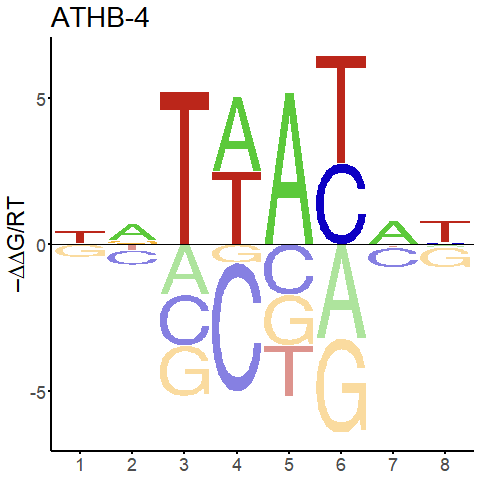 ATHB-4
−ΔΔG/RT
5
0
-5
T A T A A T A T
G C T C
A G C A C G
C C G G
G T
1 2 3 4 5 6 7 8